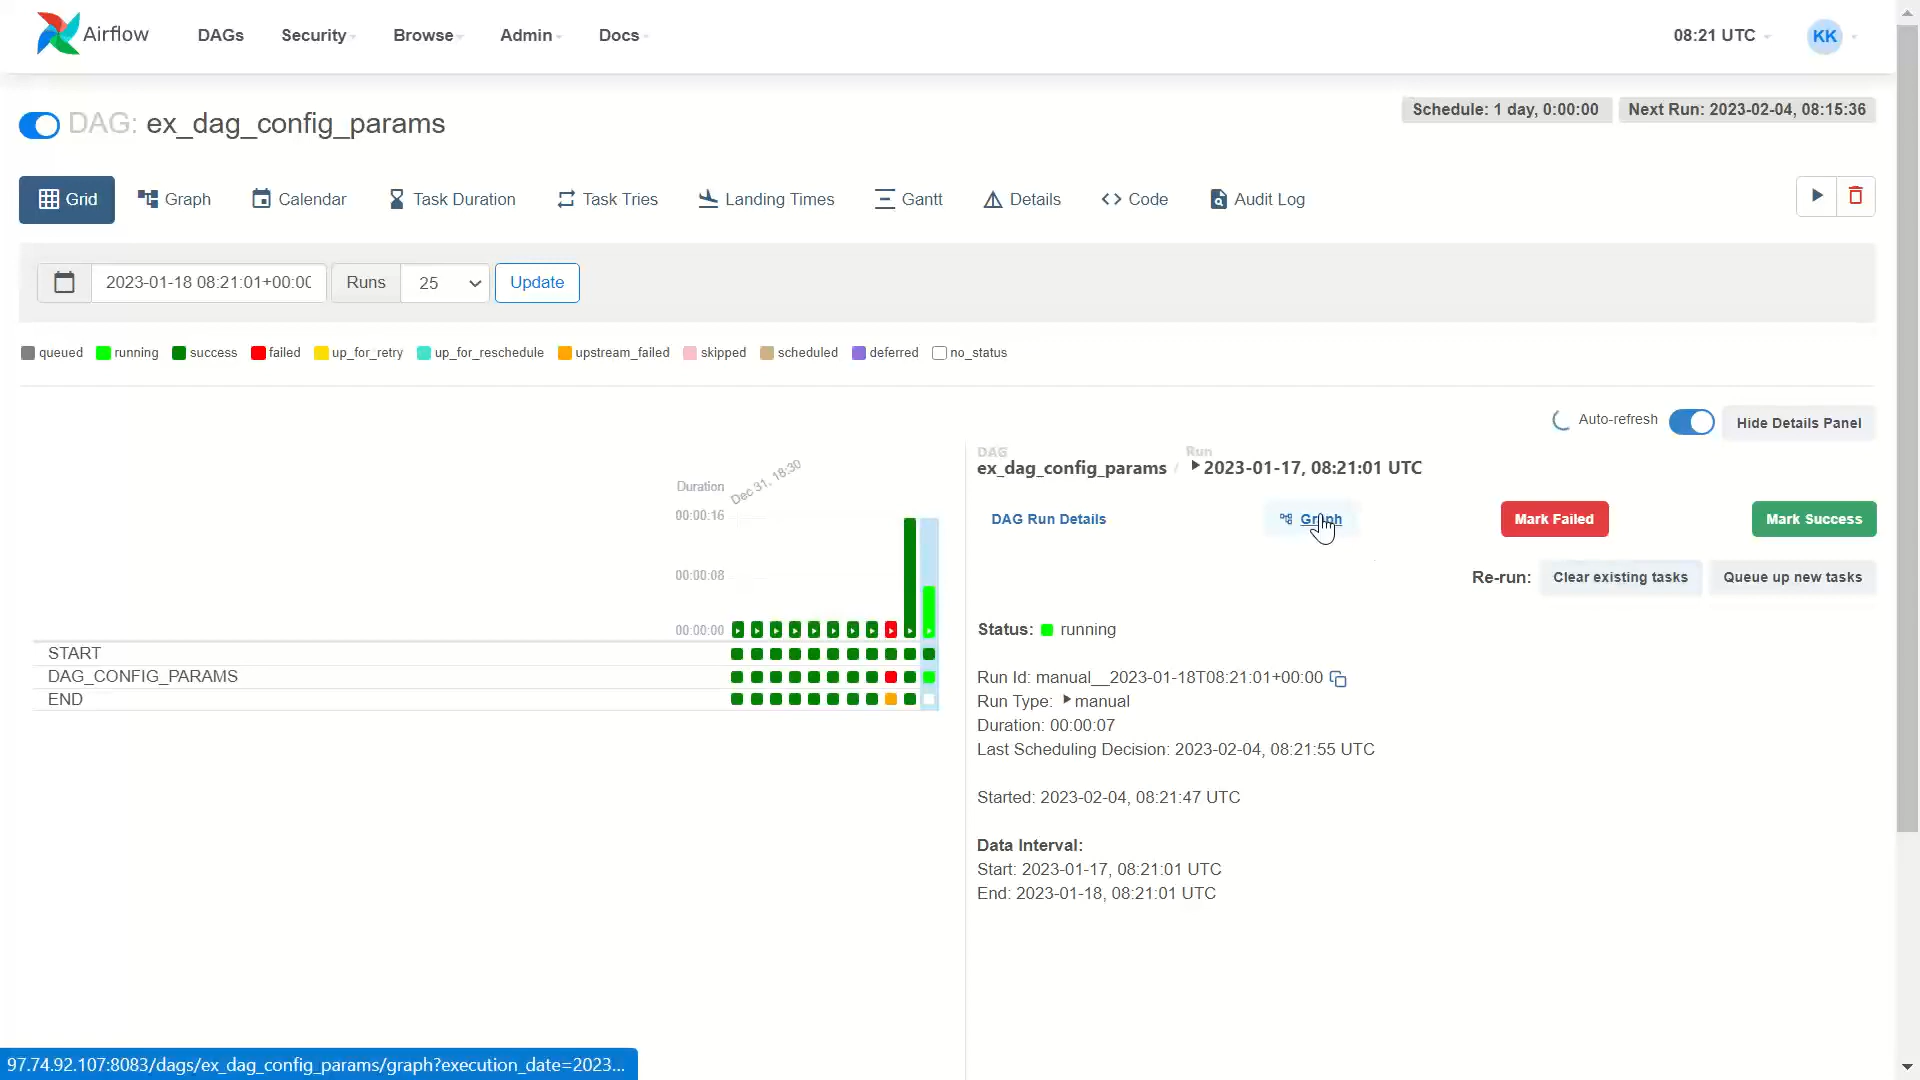 Airflow DAGs Security Browse Admin Docs 08:21 UTC KK
DAG: ex_dag_config_params Schedule: 1 day, 0:00:00 Next Run: 2023-02-04, 08:15:36
Grid Graph Calendar Task Duration Task Tries Landing Times Gantt Details Code Audit Log
2023-01-18 08:21:01+00:00 Runs 25 Update
queued running success failed up_for_retry up_for_reschedule upstream_failed skipped scheduled deferred no_status
Auto-refresh Hide Details Panel
DAG Run
ex_dag_config_params / 2023-01-17, 08:21:01 UTC
Duration Dec 31, 18:30
00:00:16
00:00:08
00:00:00
START
DAG_CONFIG_PARAMS
END
DAG Run Details Graph Mark Failed Mark Success
Re-run: Clear existing tasks Queue up new tasks
Status: running
Run Id: manual__2023-01-18T08:21:01+00:00
Run Type: manual
Duration: 00:00:07
Last Scheduling Decision: 2023-02-04, 08:21:55 UTC
Started: 2023-02-04, 08:21:47 UTC
Data Interval:
Start: 2023-01-17, 08:21:01 UTC
End: 2023-01-18, 08:21:01 UTC
97.74.92.107:8083/dags/ex_dag_config_params/graph?execution_date=2023...